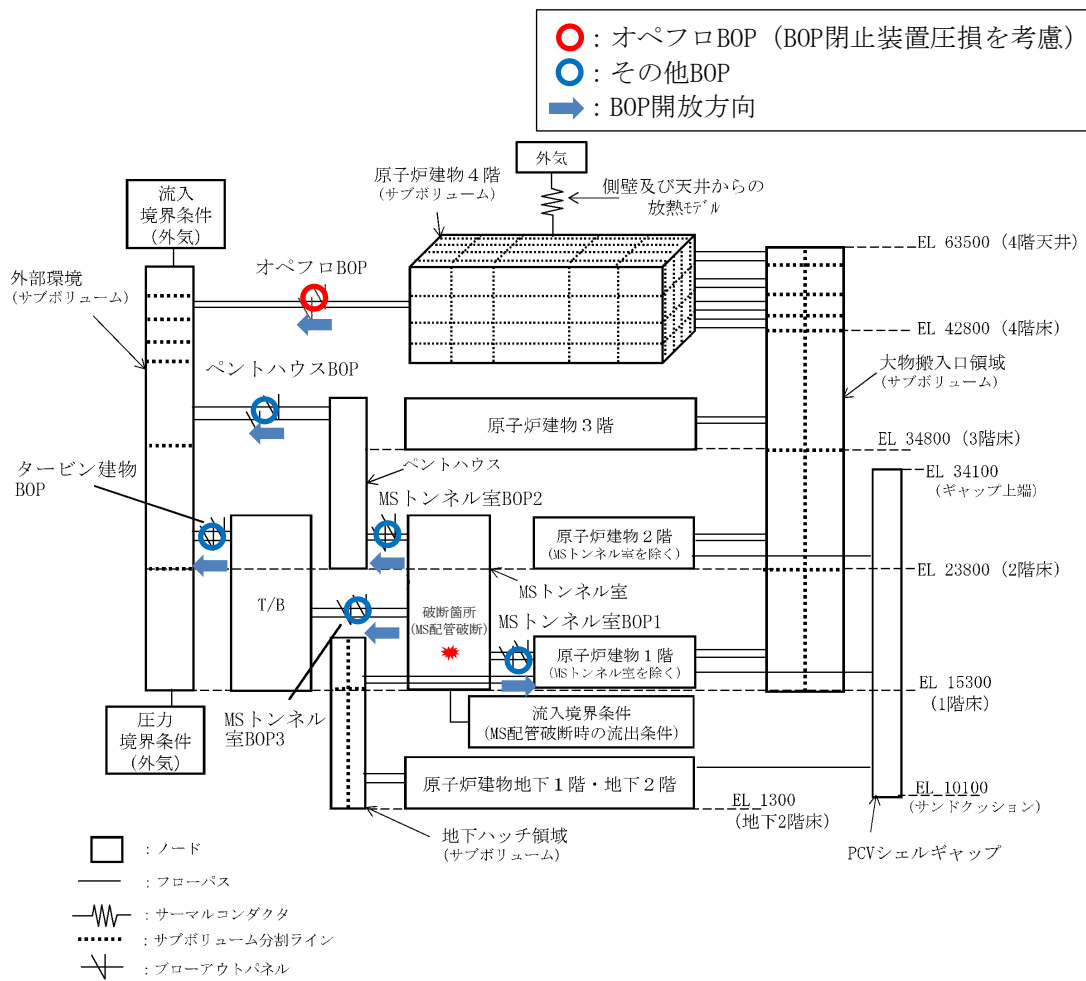 ：オペフロBOP（BOP閉止装置圧損を考慮）
：その他BOP
：BOP開放方向
外気
原子炉建物４階
(サブボリューム)
側壁及び天井からの
放熱ﾓﾃﾞﾙ
流入
境界条件
(外気)
EL 63500（4階天井）
オペフロBOP
外部環境
(サブボリューム)
EL 42800（4階床）
ペントハウスBOP
大物搬入口領域
(サブボリューム)
原子炉建物３階
EL 34800（3階床）
ペントハウス
タービン建物
BOP
EL 34100
(ギャップ上端)
MSトンネル室BOP2
原子炉建物２階
(MSトンネル室を除く)
EL 23800（2階床）
MSトンネル室
T/B
破断箇所
(MS配管破断)
MSトンネル室BOP1
原子炉建物１階
(MSトンネル室を除く)
EL 15300
(1階床)
圧力
境界条件
(外気)
MSトンネル
室BOP3
流入境界条件
(MS配管破断時の流出条件)
原子炉建物地下１階・地下２階
EL 10100
(サンドクッション)
EL 1300
(地下2階床)
地下ハッチ領域
(サブボリューム)
PCVシェルギャップ
：ノード
：フローパス
：サーマルコンダクタ
：サブボリューム分割ライン
：ブローアウトパネル